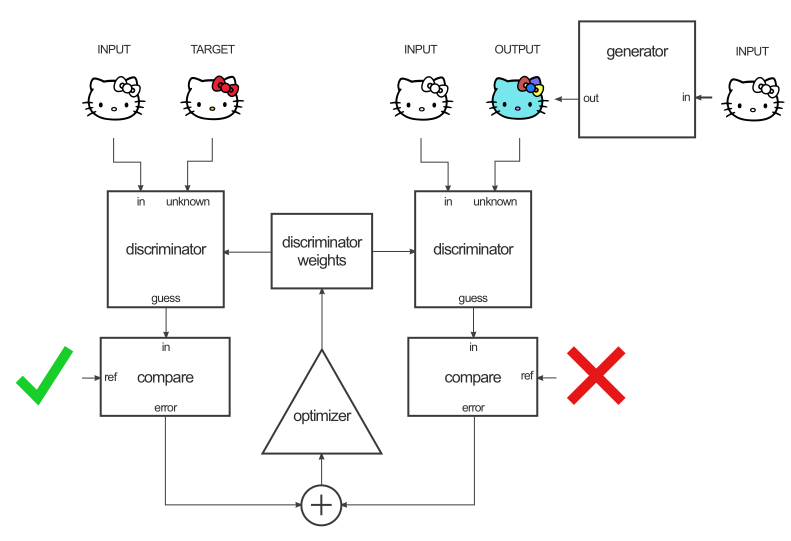 generator
INPUT
TARGET
INPUT
OUTPUT
INPUT
out
in
in
unknown
in
unknown
discriminator
discriminator
weights
discriminator
guess
guess
in
in
ref
compare
compare
ref
error
error
optimizer
+